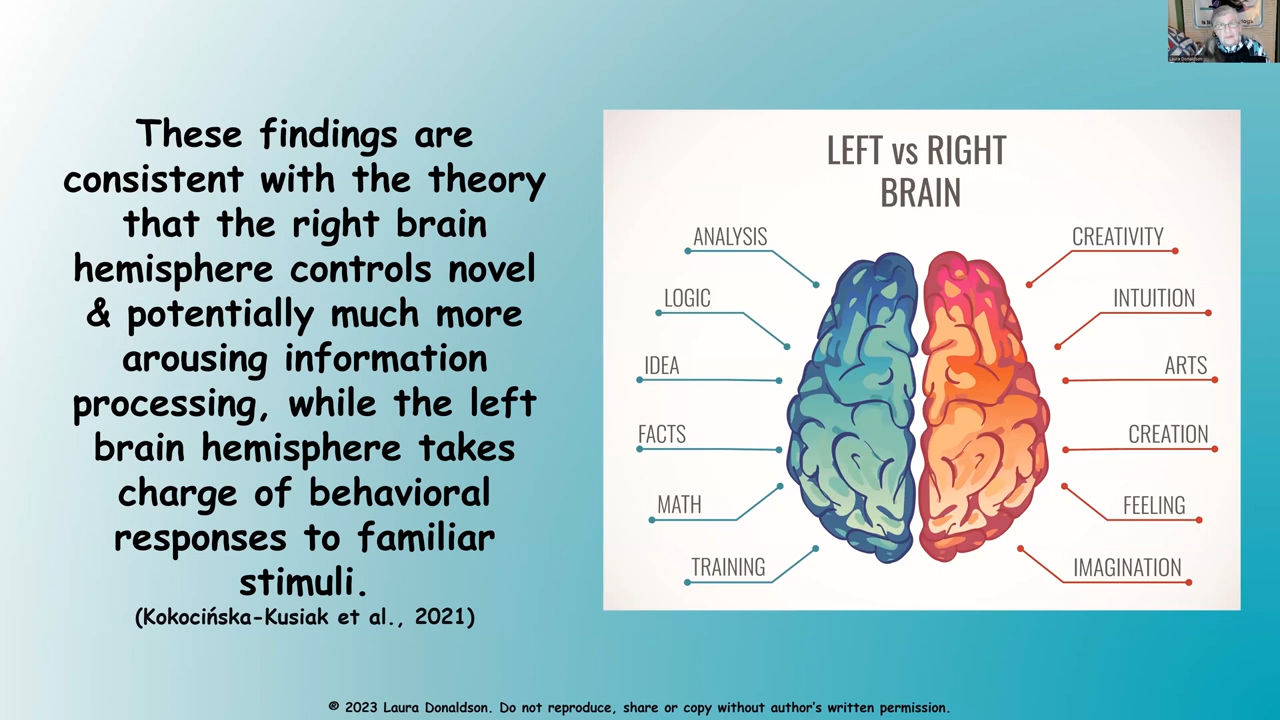 These findings are
consistent with the theory
that the right brain
hemisphere controls novel
& potentially much more
arousing information
processing, while the left
brain hemisphere takes
charge of behavioral
responses to familiar
stimuli.
(Kokocińska-Kusiak et al., 2021)
LEFT vs RIGHT
BRAIN
ANALYSIS
LOGIC
IDEA
FACTS
MATH
TRAINING
CREATIVITY
INTUITION
ARTS
CREATION
FEELING
IMAGINATION
Laura Donaldson
® 2023 Laura Donaldson. Do not reproduce, share or copy without author's written permission.